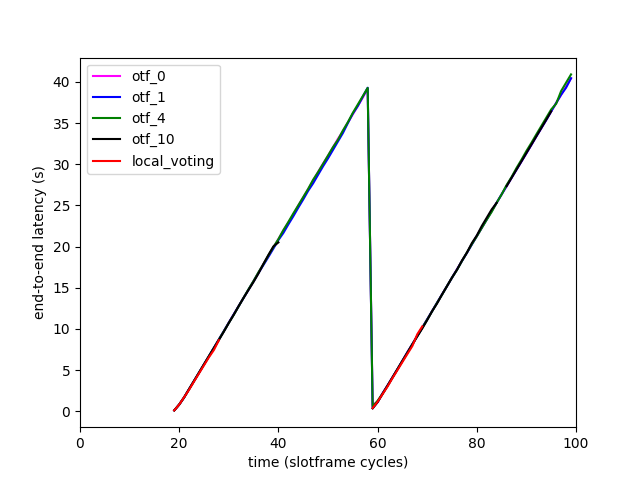 otf_0
otf_1
otf_4
otf_10
local_voting
40
35
30
25
20
15
10
5
0
end-to-end latency (s)
0 20 40 60 80 100
time (slotframe cycles)